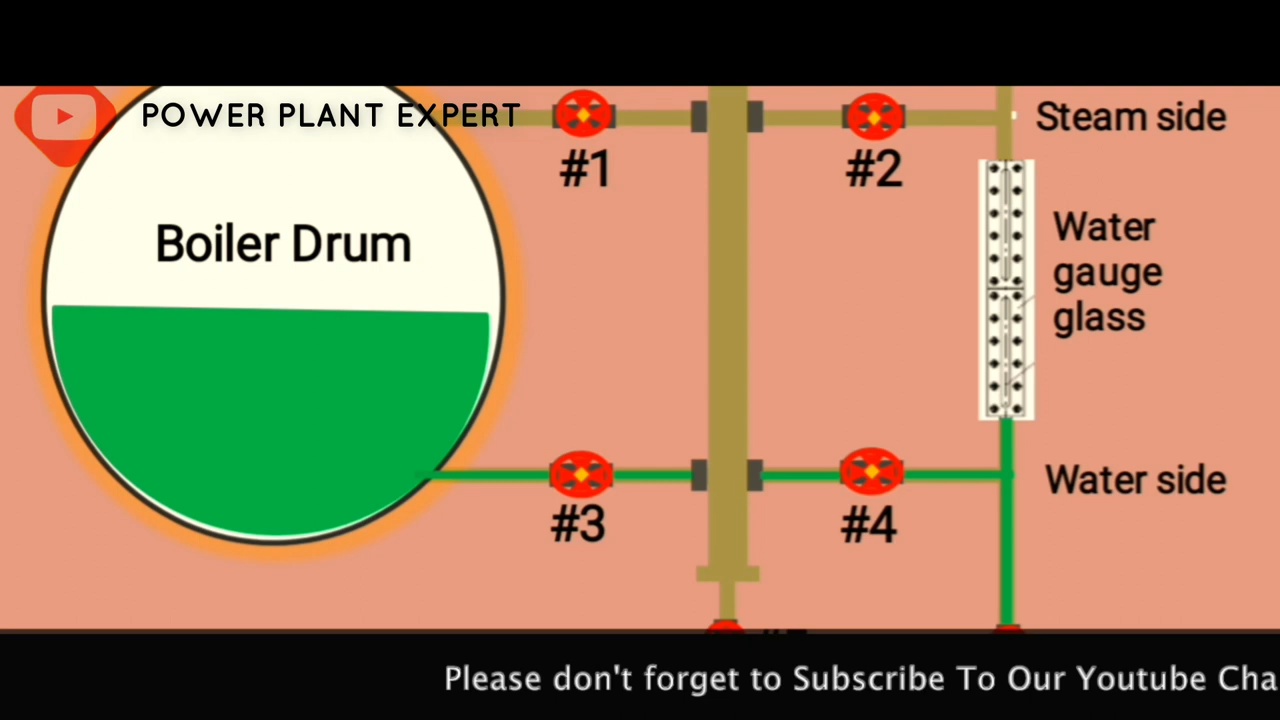 POWER PLANT EXPERT
Steam side
#1
#2
Boiler Drum
Water
gauge
glass
Water side
#3
#4
Please don't forget to Subscribe To Our Youtube Cha